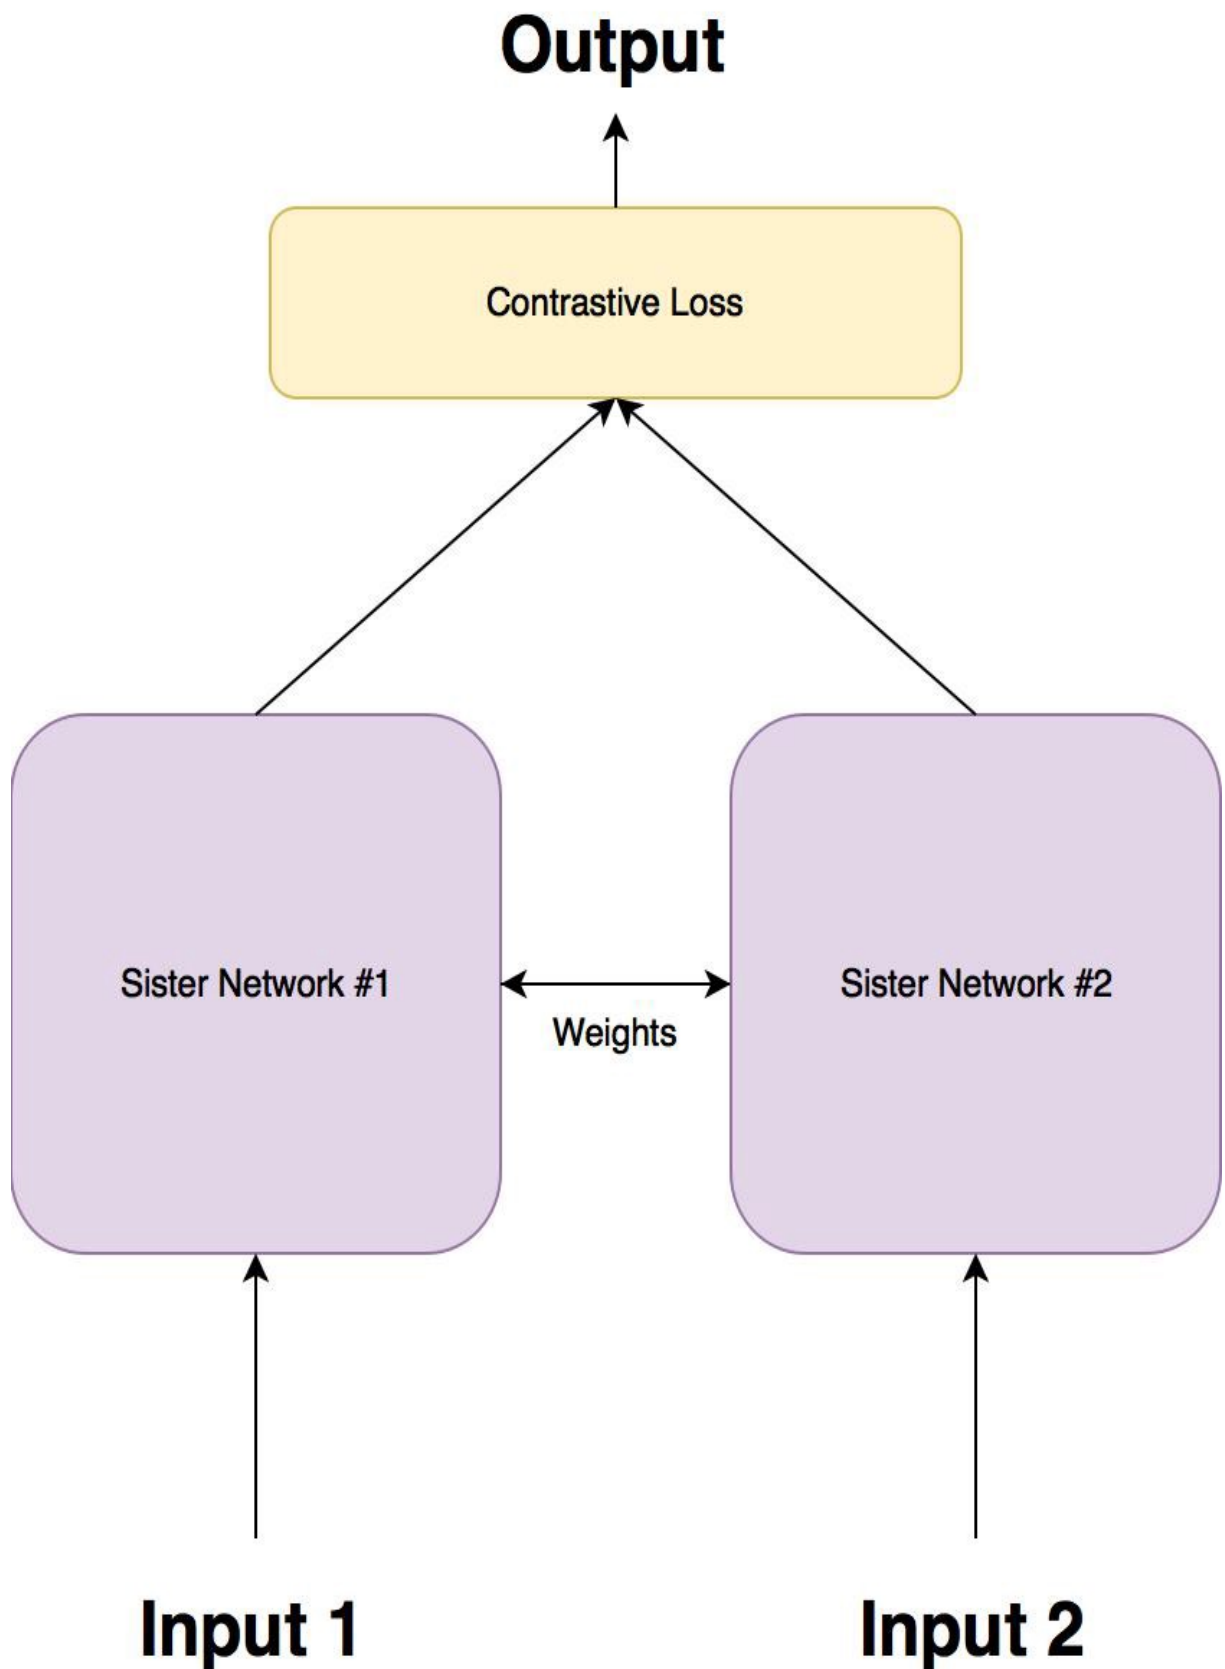 Output
Contrastive Loss
Sister Network #1
Sister Network #2
Weights
Input 1
Input 2